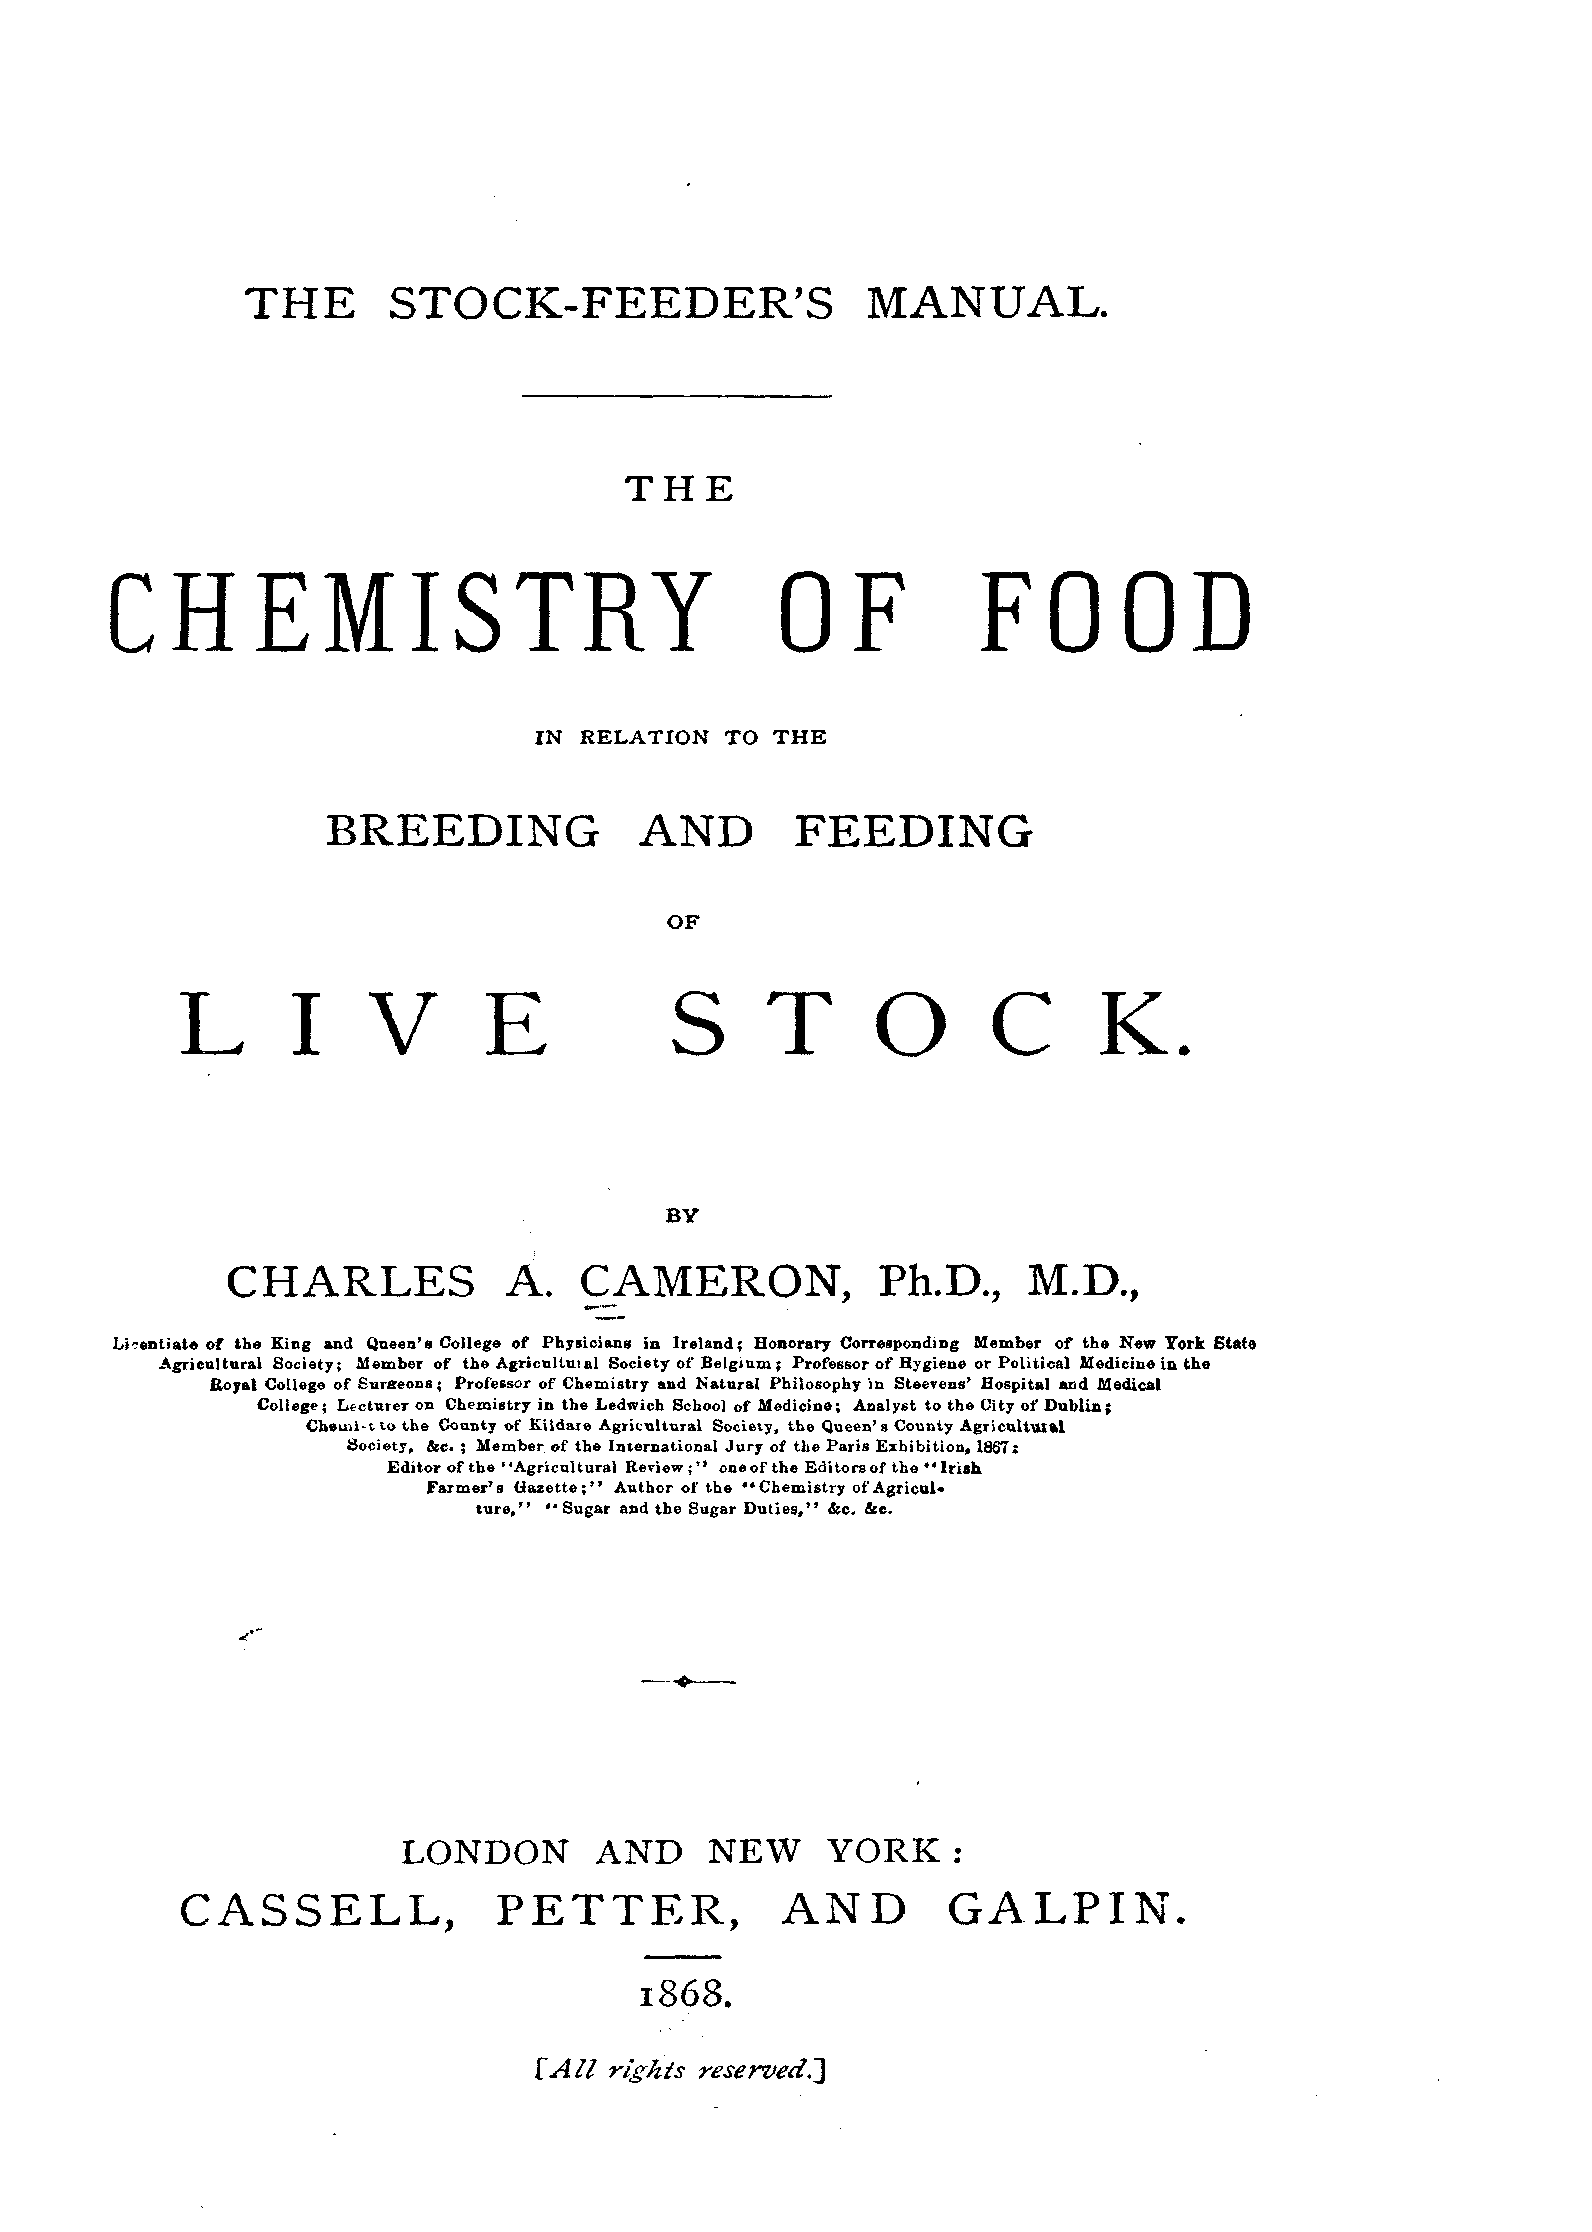 THE STOCK-FEEDER'S MANUAL.
THE
CHEMISTRY OF FOOD
IN RELATION TO THE
BREEDING AND FEEDING
OF
LIVE STOCK.
BY
CHARLES A. CAMERON, Ph.D., M.D.,
Licentiate of the King and Queen's College of Physicians in Ireland; Honorary Corresponding Member of the New York State
Agricultural Society; Member of the Agricultural Society of Belgium; Professor of Hygiene or Political Medicine in the
Royal College of Surgeons; Professor of Chemistry and Natural Philosophy in Steevens' Hospital and Medical
College; Lecturer on Chemistry in the Ledwich School of Medicine; Analyst to the City of Dublin;
Chemist to the County of Kildare Agricultural Society, the Queen's County Agricultural
Society, &c.; Member of the International Jury of the Paris Exhibition, 1867:
Editor of the "Agricultural Review;" one of the Editors of the "Irish
Farmer's Gazette;" Author of the "Chemistry of Agricul-
ture," "Sugar and the Sugar Duties," &c. &c.
LONDON AND NEW YORK:
CASSELL, PETTER, AND GALPIN.
1868.
[All rights reserved.]